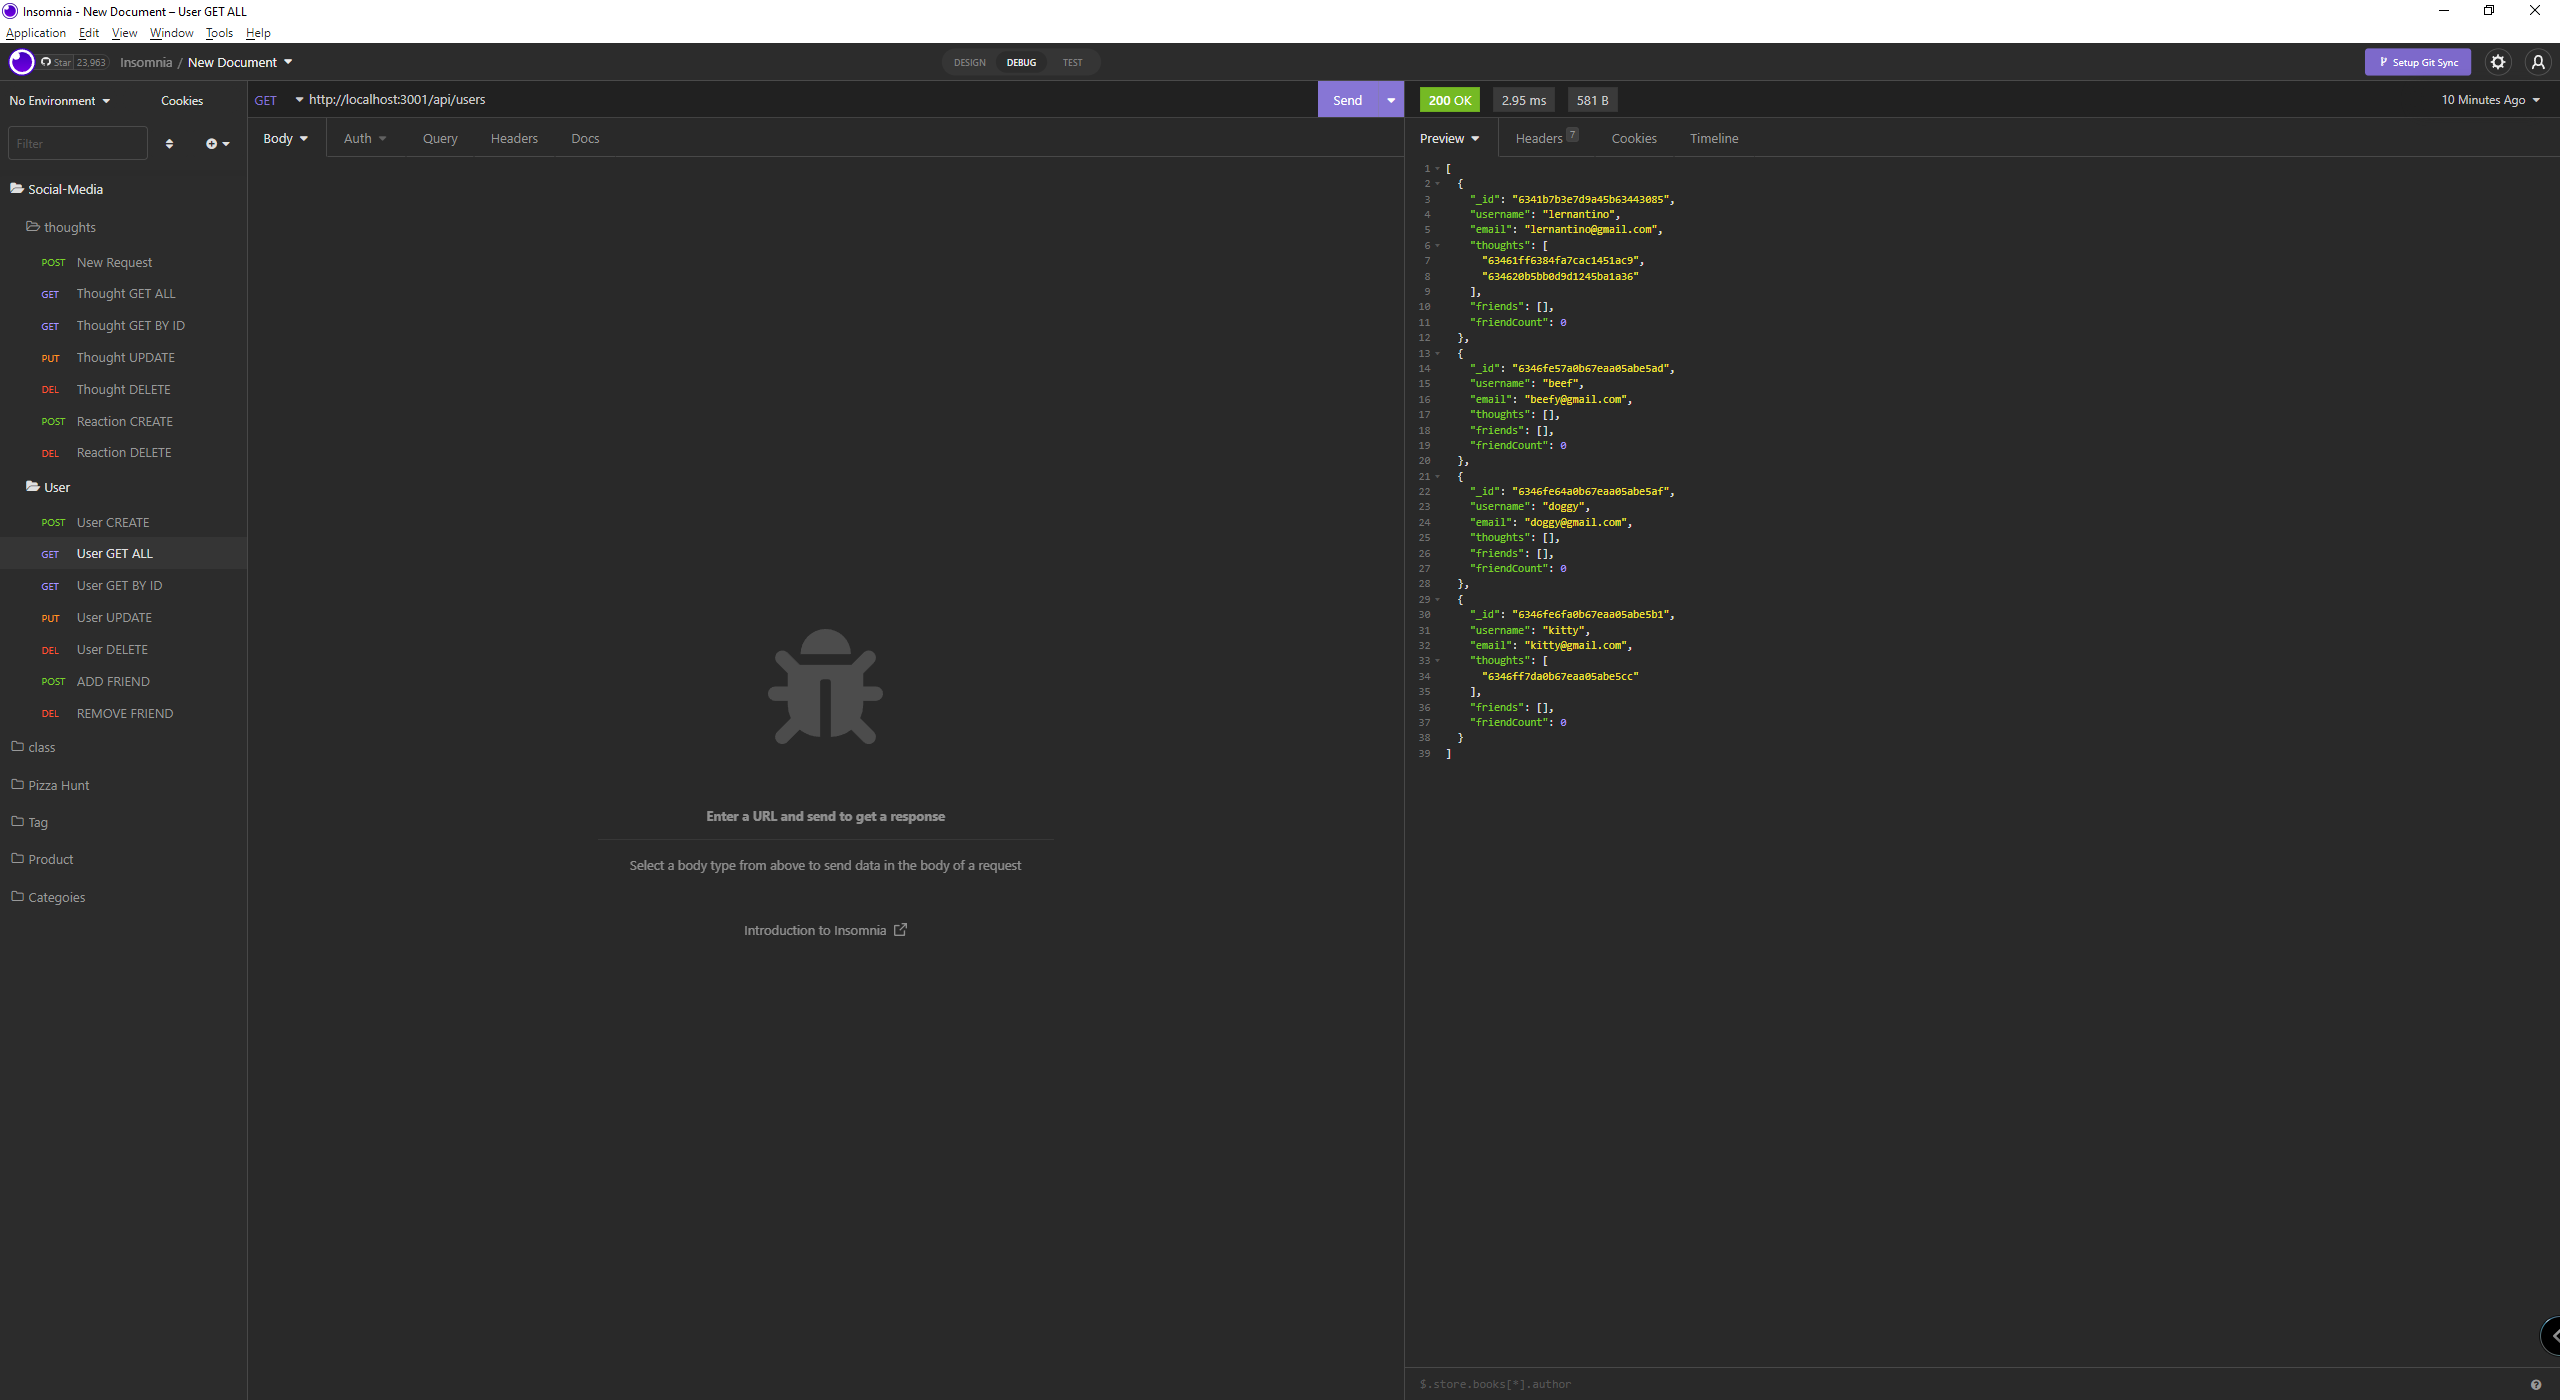 Insomnia - New Document – User GET ALL
Application Edit View Window Tools Help
Star 23,963 Insomnia / New Document DESIGN DEBUG TEST Setup Git Sync
No Environment Cookies
GET http://localhost:3001/api/users Send
200 OK 2.95 ms 581 B 10 Minutes Ago
Filter
Body Auth Query Headers Docs
Preview Headers 7 Cookies Timeline
Social-Media
thoughts
POST New Request
GET Thought GET ALL
GET Thought GET BY ID
PUT Thought UPDATE
DEL Thought DELETE
POST Reaction CREATE
DEL Reaction DELETE
User
POST User CREATE
GET User GET ALL
GET User GET BY ID
PUT User UPDATE
DEL User DELETE
POST ADD FRIEND
DEL REMOVE FRIEND
class
Pizza Hunt
Tag
Product
Categoies
Enter a URL and send to get a response
Select a body type from above to send data in the body of a request
Introduction to Insomnia
1 [
2 {
3 "_id": "6341b7b3e7d9a45b63443085",
4 "username": "lernantino",
5 "email": "lernantino@gmail.com",
6 "thoughts": [
7 "63461ff6384fa7cac1451ac9",
8 "634620b5bb0d9d1245ba1a36"
9 ],
10 "friends": [],
11 "friendCount": 0
12 },
13 {
14 "_id": "6346fe57a0b67eaa05abe5ad",
15 "username": "beef",
16 "email": "beefy@gmail.com",
17 "thoughts": [],
18 "friends": [],
19 "friendCount": 0
20 },
21 {
22 "_id": "6346fe64a0b67eaa05abe5af",
23 "username": "doggy",
24 "email": "doggy@gmail.com",
25 "thoughts": [],
26 "friends": [],
27 "friendCount": 0
28 },
29 {
30 "_id": "6346fe6fa0b67eaa05abe5b1",
31 "username": "kitty",
32 "email": "kitty@gmail.com",
33 "thoughts": [
34 "6346ff7da0b67eaa05abe5cc"
35 ],
36 "friends": [],
37 "friendCount": 0
38 }
39 ]
$.store.books[*].author